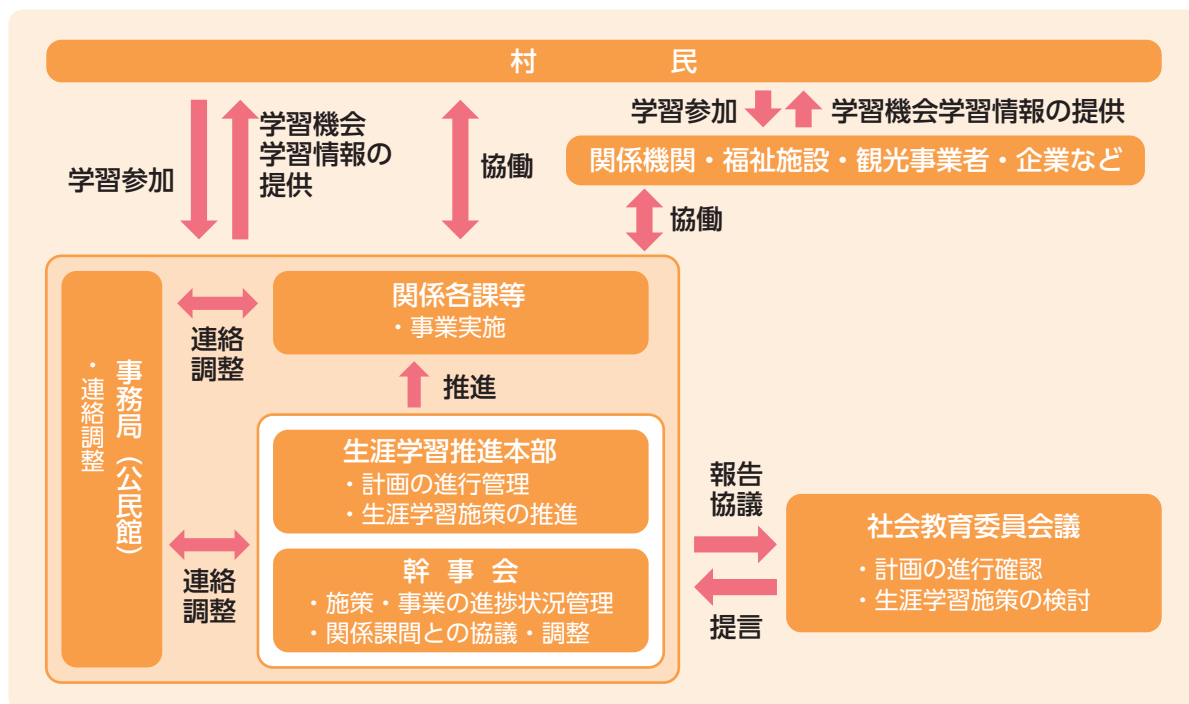 村　民
学習参加
学習機会
学習情報の
提供
協働
学習参加
学習機会学習情報の提供
関係機関・福祉施設・観光事業者・企業など
協働
事務局（公民館）
・連絡調整
連絡
調整
関係各課等
・事業実施
推進
生涯学習推進本部
・計画の進行管理
・生涯学習施策の推進
連絡
調整
幹 事 会
・施策・事業の進捗状況管理
・関係課間との協議・調整
報告
協議
提言
社会教育委員会議
・計画の進行確認
・生涯学習施策の検討